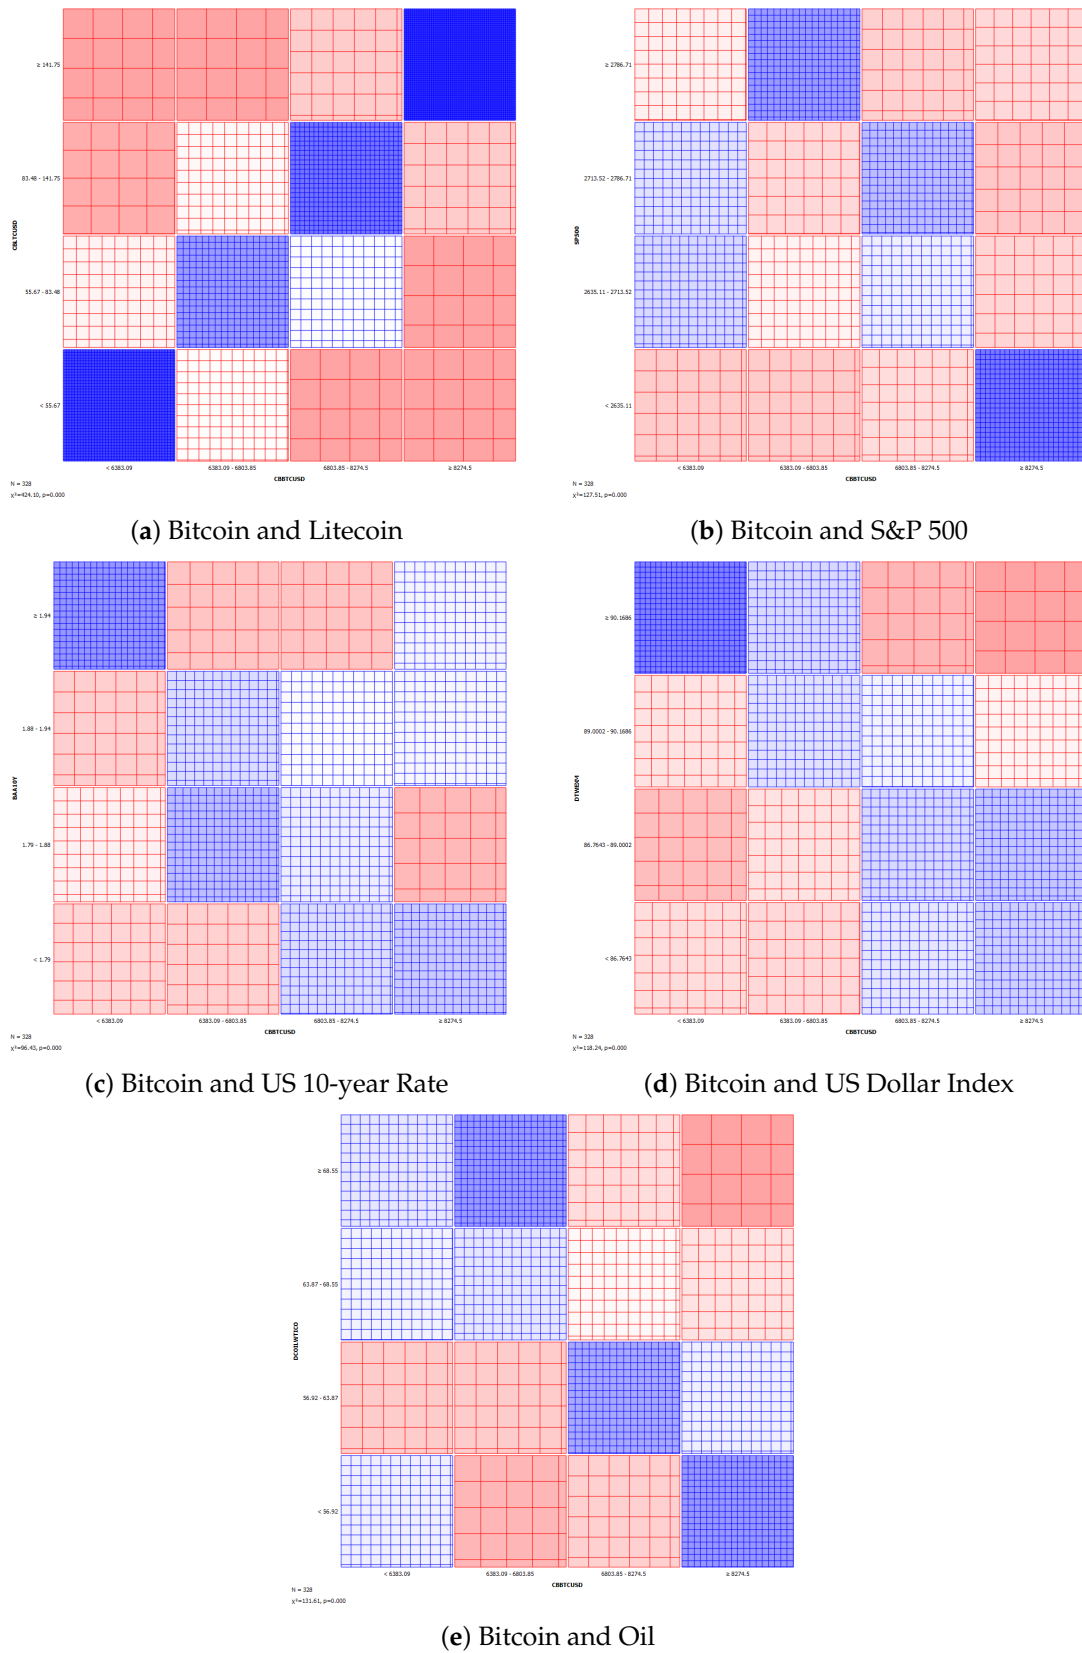 ≥ 141.75
83.48 - 141.75
CBLTCUSD
55.67 - 83.48
< 55.67
< 6383.09 6383.09 - 6803.85 6803.85 - 8274.5 ≥ 8274.5
CBBTCUSD
N = 328
χ²=424.10, p=0.000
(a) Bitcoin and Litecoin
≥ 2786.71
2713.52 - 2786.71
SP500
2635.11 - 2713.52
< 2635.11
< 6383.09 6383.09 - 6803.85 6803.85 - 8274.5 ≥ 8274.5
CBBTCUSD
N = 328
χ²=127.51, p=0.000
(b) Bitcoin and S&P 500
≥ 1.94
1.88 - 1.94
BAA10Y
1.79 - 1.88
< 1.79
< 6383.09 6383.09 - 6803.85 6803.85 - 8274.5 ≥ 8274.5
CBBTCUSD
N = 328
χ²=96.43, p=0.000
(c) Bitcoin and US 10-year Rate
≥ 90.1686
89.0002 - 90.1686
DTWEXM
86.7643 - 89.0002
< 86.7643
< 6383.09 6383.09 - 6803.85 6803.85 - 8274.5 ≥ 8274.5
CBBTCUSD
N = 328
χ²=118.24, p=0.000
(d) Bitcoin and US Dollar Index
≥ 68.55
63.87 - 68.55
DCOILWTICO
56.92 - 63.87
< 56.92
< 6383.09 6383.09 - 6803.85 6803.85 - 8274.5 ≥ 8274.5
CBBTCUSD
N = 328
χ²=131.61, p=0.000
(e) Bitcoin and Oil